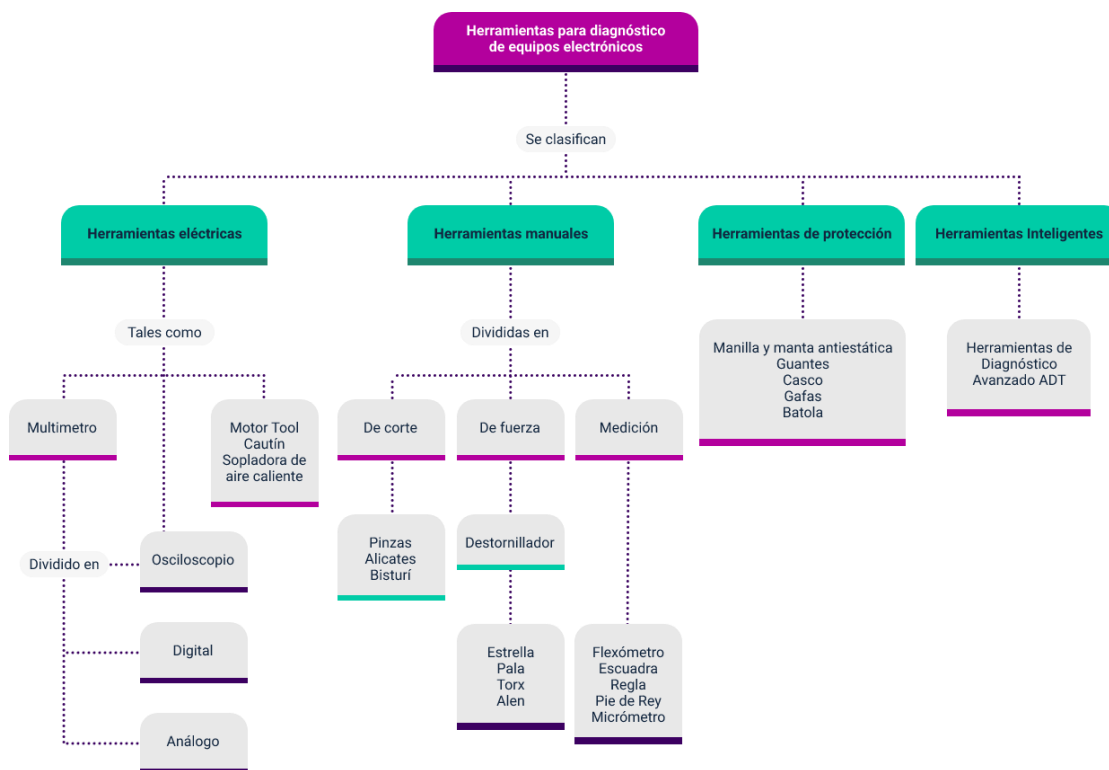 Herramientas para diagnóstico
de equipos electrónicos
Se clasifican
Herramientas eléctricas
Herramientas manuales
Herramientas de protección
Herramientas Inteligentes
Tales como
Divididas en
Manilla y manta antiestática
Guantes
Casco
Gafas
Batola
Herramientas de
Diagnóstico
Avanzado ADT
Multimetro
Motor Tool
Cautín
Sopladora de
aire caliente
De corte
De fuerza
Medición
Dividido en
Osciloscopio
Pinzas
Alicates
Bisturí
Destornillador
Digital
Estrella
Pala
Torx
Alen
Flexómetro
Escuadra
Regla
Pie de Rey
Micrómetro
Análogo